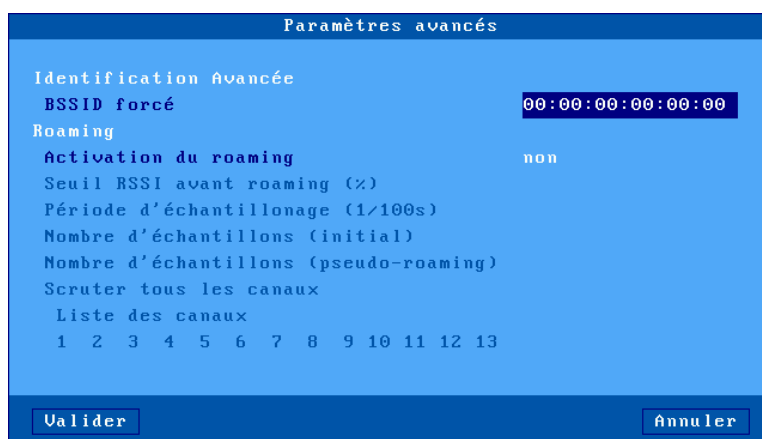 Paramètres avancés
Identification Avancée
BSSID forcé 00:00:00:00:00:00
Roaming
Activation du roaming non
Seuil RSSI avant roaming (%)
Période d'échantillonage (1/100s)
Nombre d'échantillons (initial)
Nombre d'échantillons (pseudo-roaming)
Scruter tous les canaux
Liste des canaux
1 2 3 4 5 6 7 8 9 10 11 12 13
Valider Annuler